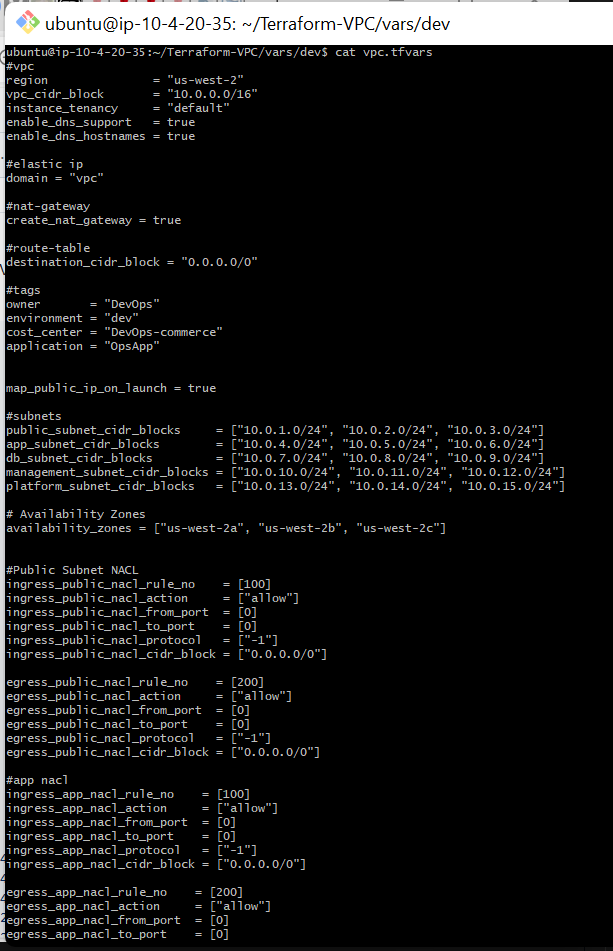 ubuntu@ip-10-4-20-35: ~/Terraform-VPC/vars/dev
ubuntu@ip-10-4-20-35:~/Terraform-VPC/vars/dev$ cat vpc.tfvars
#vpc
region               = "us-west-2"
vpc_cidr_block       = "10.0.0.0/16"
instance_tenancy     = "default"
enable_dns_support   = true
enable_dns_hostnames = true
#elastic ip
domain = "vpc"
#nat-gateway
create_nat_gateway = true
#route-table
destination_cidr_block = "0.0.0.0/0"
#tags
owner       = "DevOps"
environment = "dev"
cost_center = "DevOps-commerce"
application = "OpsApp"
map_public_ip_on_launch = true
#subnets
public_subnet_cidr_blocks     = ["10.0.1.0/24", "10.0.2.0/24", "10.0.3.0/24"]
app_subnet_cidr_blocks        = ["10.0.4.0/24", "10.0.5.0/24", "10.0.6.0/24"]
db_subnet_cidr_blocks         = ["10.0.7.0/24", "10.0.8.0/24", "10.0.9.0/24"]
management_subnet_cidr_blocks = ["10.0.10.0/24", "10.0.11.0/24", "10.0.12.0/24"]
platform_subnet_cidr_blocks   = ["10.0.13.0/24", "10.0.14.0/24", "10.0.15.0/24"]
# Availability Zones
availability_zones = ["us-west-2a", "us-west-2b", "us-west-2c"]
#Public Subnet NACL
ingress_public_nacl_rule_no    = [100]
ingress_public_nacl_action     = ["allow"]
ingress_public_nacl_from_port  = [0]
ingress_public_nacl_to_port    = [0]
ingress_public_nacl_protocol   = ["-1"]
ingress_public_nacl_cidr_block = ["0.0.0.0/0"]
egress_public_nacl_rule_no    = [200]
egress_public_nacl_action     = ["allow"]
egress_public_nacl_from_port  = [0]
egress_public_nacl_to_port    = [0]
egress_public_nacl_protocol   = ["-1"]
egress_public_nacl_cidr_block = ["0.0.0.0/0"]
#app nacl
ingress_app_nacl_rule_no    = [100]
ingress_app_nacl_action     = ["allow"]
ingress_app_nacl_from_port  = [0]
ingress_app_nacl_to_port    = [0]
ingress_app_nacl_protocol   = ["-1"]
ingress_app_nacl_cidr_block = ["0.0.0.0/0"]
egress_app_nacl_rule_no    = [200]
egress_app_nacl_action     = ["allow"]
egress_app_nacl_from_port  = [0]
egress_app_nacl_to_port    = [0]